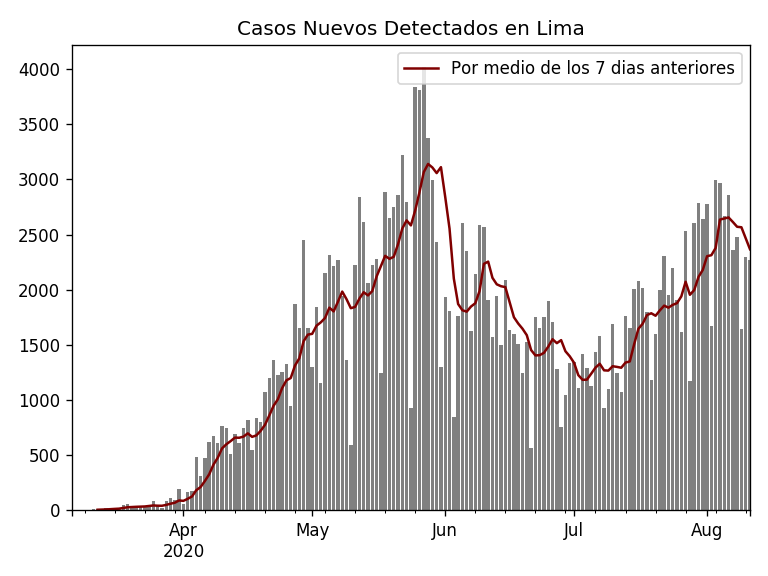 Casos Nuevos Detectados en Lima
Por medio de los 7 dias anteriores
4000
3500
3000
2500
2000
1500
1000
500
0
Apr
2020
May
Jun
Jul
Aug